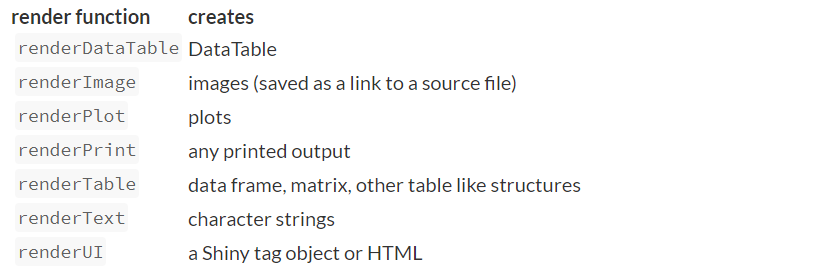 render function creates
renderDataTable DataTable
renderImage images (saved as a link to a source file)
renderPlot plots
renderPrint any printed output
renderTable data frame, matrix, other table like structures
renderText character strings
renderUI a Shiny tag object or HTML